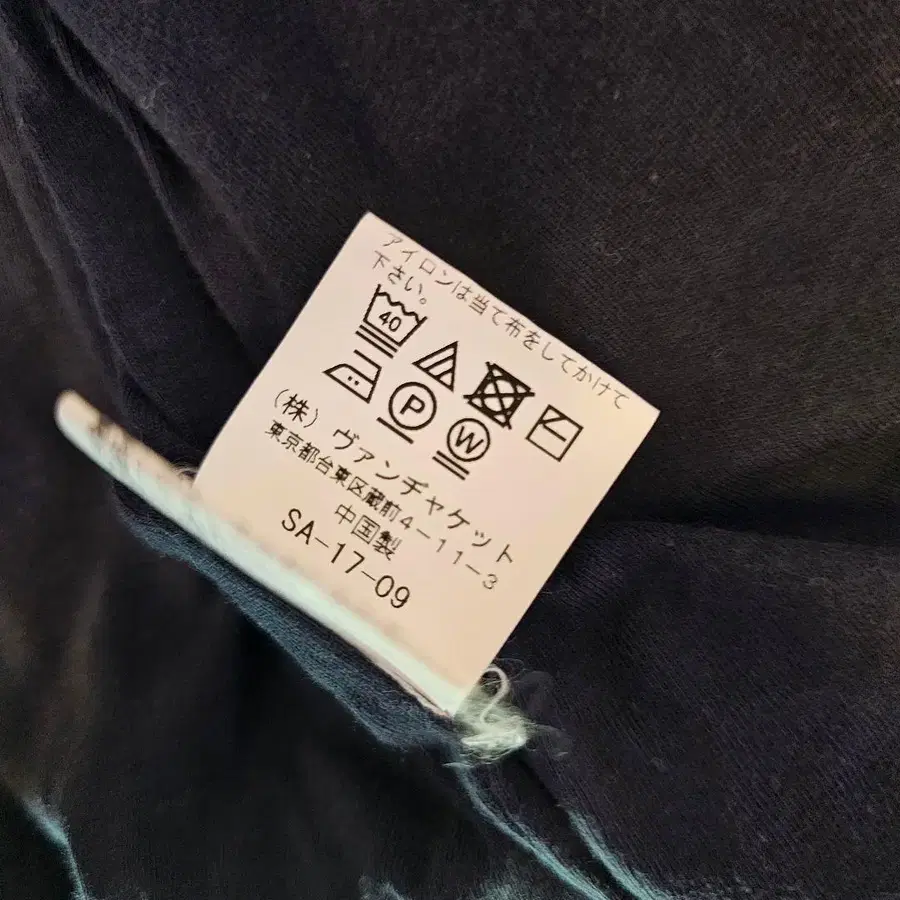 アイロンは当て布をしてかけて
下さい。
40
P
W
(株) ヴァンヂャケット
東京都台東区蔵前4-11-3
中国製
SA-17-09